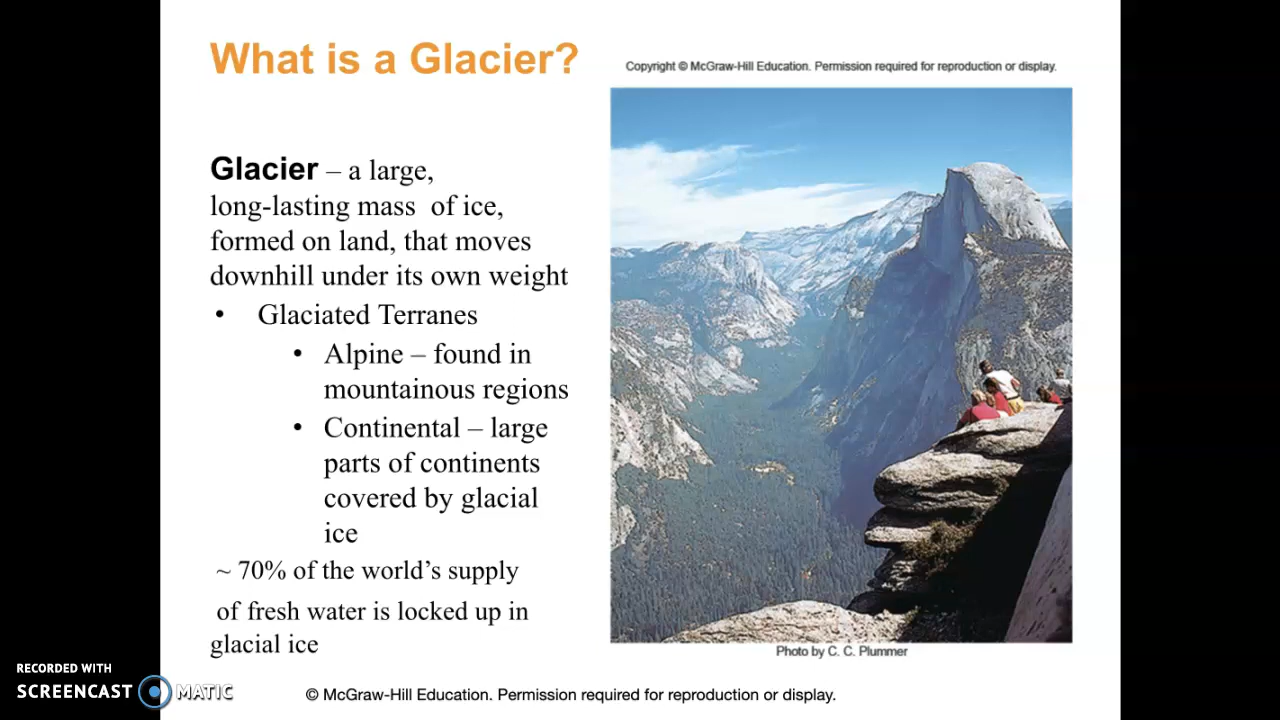 What is a Glacier?
Copyright © McGraw-Hill Education. Permission required for reproduction or display.
Glacier – a large,
long-lasting mass of ice,
formed on land, that moves
downhill under its own weight
• Glaciated Terranes
• Alpine – found in
mountainous regions
• Continental – large
parts of continents
covered by glacial
ice
~ 70% of the world’s supply
of fresh water is locked up in
glacial ice
Photo by C. C. Plummer
© McGraw-Hill Education. Permission required for reproduction or display.
RECORDED WITH
SCREENCAST MATIC